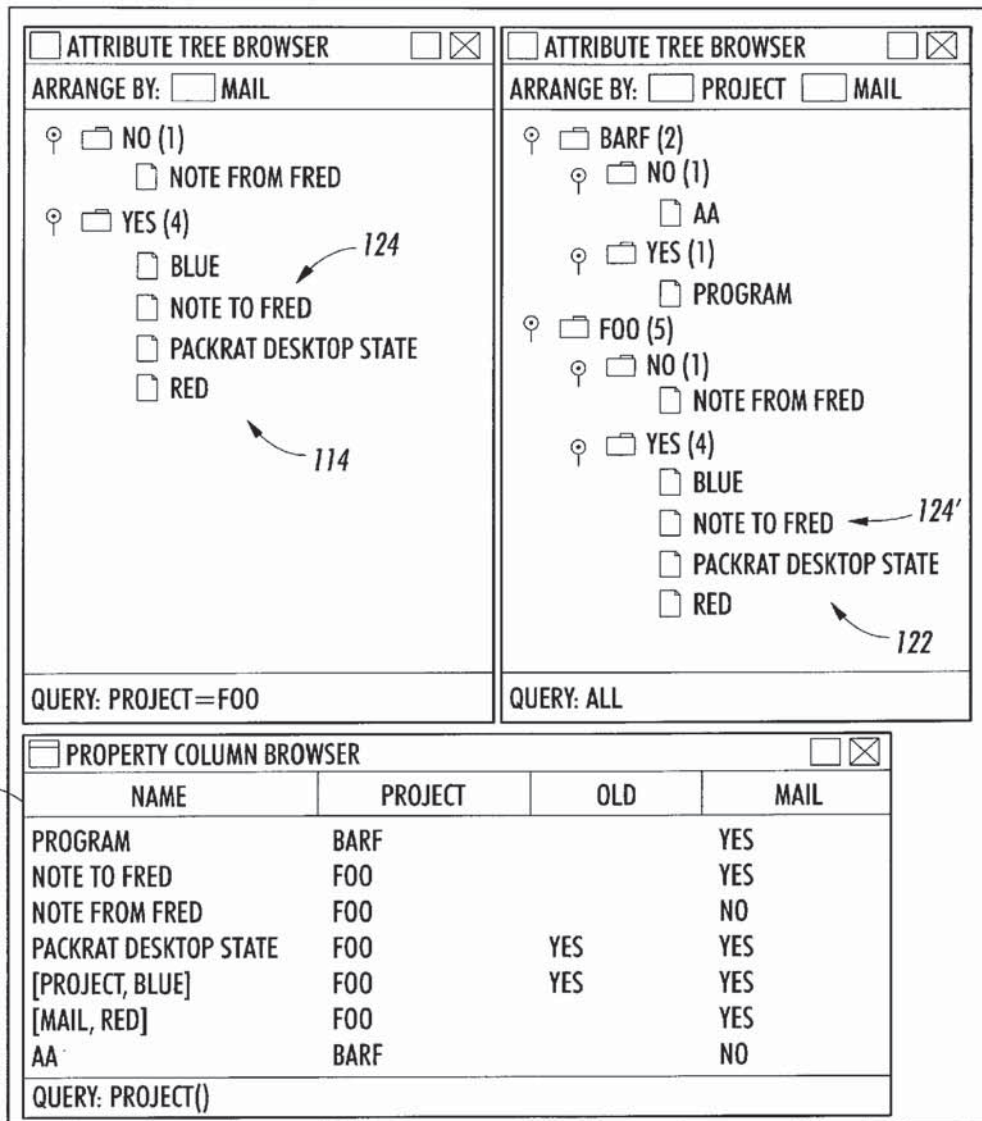 ATTRIBUTE TREE BROWSER
ARRANGE BY: MAIL
NO (1)
NOTE FROM FRED
YES (4)
BLUE
124
NOTE TO FRED
PACKRAT DESKTOP STATE
RED
114
QUERY: PROJECT=FOO
ATTRIBUTE TREE BROWSER
ARRANGE BY: PROJECT MAIL
BARF (2)
NO (1)
AA
YES (1)
PROGRAM
FOO (5)
NO (1)
NOTE FROM FRED
YES (4)
BLUE
NOTE TO FRED 124'
PACKRAT DESKTOP STATE
RED
122
QUERY: ALL
PROPERTY COLUMN BROWSER
NAME PROJECT OLD MAIL
PROGRAM BARF YES
NOTE TO FRED FOO YES
NOTE FROM FRED FOO NO
PACKRAT DESKTOP STATE FOO YES YES
[PROJECT, BLUE] FOO YES YES
[MAIL, RED] FOO YES
AA BARF NO
QUERY: PROJECT()